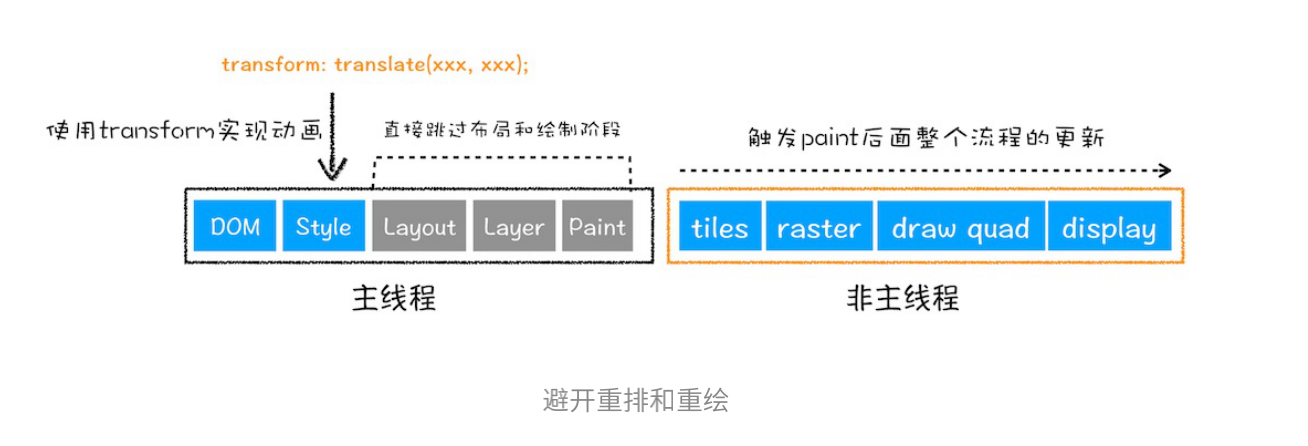 transform: translate(xxx, xxx);
使用transform实现动画
直接跳过布局和绘制阶段
触发paint后面整个流程的更新
DOM Style Layout Layer Paint tiles raster draw quad display
主线程 非主线程
避开重排和重绘